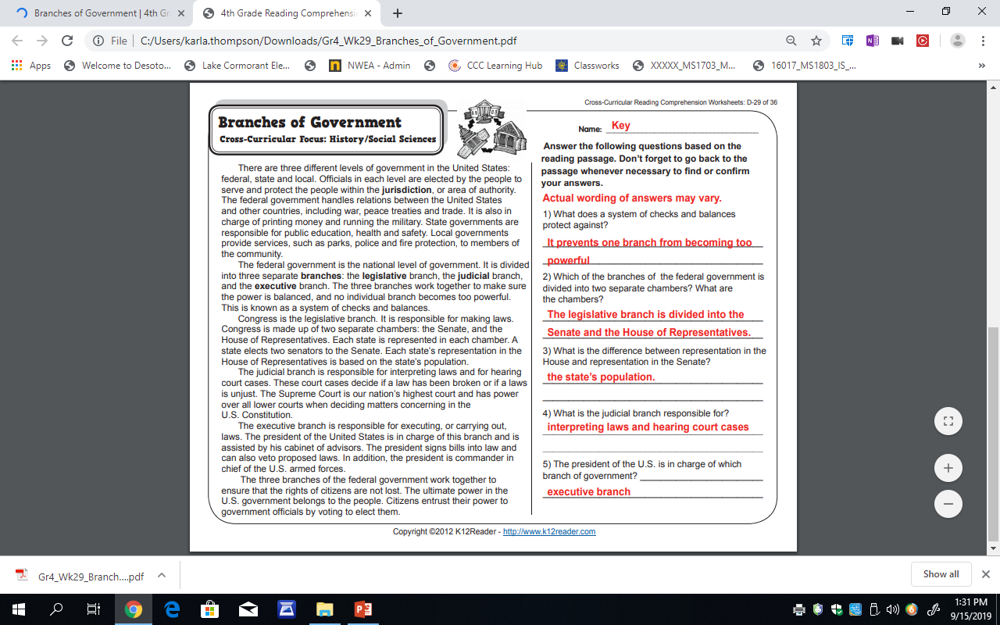 Branches of Government | 4th Gr
4th Grade Reading Comprehensi
File
C:/Users/karla.thompson/Downloads/Gr4_Wk29_Branches_of_Government.pdf
Apps
Welcome to Desoto...
Lake Cormorant Ele...
NWEA - Admin
CCC Learning Hub
Classworks
XXXXX_MS1703_M...
16017_MS1803_IS_...
»
Cross-Curricular Reading Comprehension Worksheets: D-29 of 36
Branches of Government
Cross-Curricular Focus: History/Social Sciences
There are three different levels of government in the United States:
federal, state and local. Officials in each level are elected by the people to
serve and protect the people within the jurisdiction, or area of authority.
The federal government handles relations between the United States
and other countries, including war, peace treaties and trade. It is also in
charge of printing money and running the military. State governments are
responsible for public education, health and safety. Local governments
provide services, such as parks, police and fire protection, to members of
the community.
The federal government is the national level of government. It is divided
into three separate branches: the legislative branch, the judicial branch,
and the executive branch. The three branches work together to make sure
the power is balanced, and no individual branch becomes too powerful.
This is known as a system of checks and balances.
Congress is the legislative branch. It is responsible for making laws.
Congress is made up of two separate chambers: the Senate, and the
House of Representatives. Each state is represented in each chamber. A
state elects two senators to the Senate. Each state's representation in the
House of Representatives is based on the state's population.
The judicial branch is responsible for interpreting laws and for hearing
court cases. These court cases decide if a law has been broken or if a laws
is unjust. The Supreme Court is our nation's highest court and has power
over all lower courts when deciding matters concerning in the
U.S. Constitution.
The executive branch is responsible for executing, or carrying out,
laws. The president of the United States is in charge of this branch and is
assisted by his cabinet of advisors. The president signs bills into law and
can also veto proposed laws. In addition, the president is commander in
chief of the U.S. armed forces.
The three branches of the federal government work together to
ensure that the rights of citizens are not lost. The ultimate power in the
U.S. government belongs to the people. Citizens entrust their power to
government officials by voting to elect them.
Name: Key
Answer the following questions based on the
reading passage. Don't forget to go back to the
passage whenever necessary to find or confirm
your answers.
Actual wording of answers may vary.
1) What does a system of checks and balances
protect against?
It prevents one branch from becoming too
powerful
2) Which of the branches of the federal government is
divided into two separate chambers? What are
the chambers?
The legislative branch is divided into the
Senate and the House of Representatives.
3) What is the difference between representation in the
House and representation in the Senate?
the state's population.
4) What is the judicial branch responsible for?
interpreting laws and hearing court cases
5) The president of the U.S. is in charge of which
branch of government?
executive branch
Copyright ©2012 K12Reader - http://www.k12reader.com
Gr4_Wk29_Branch....pdf
Show all
1:31 PM
9/15/2019